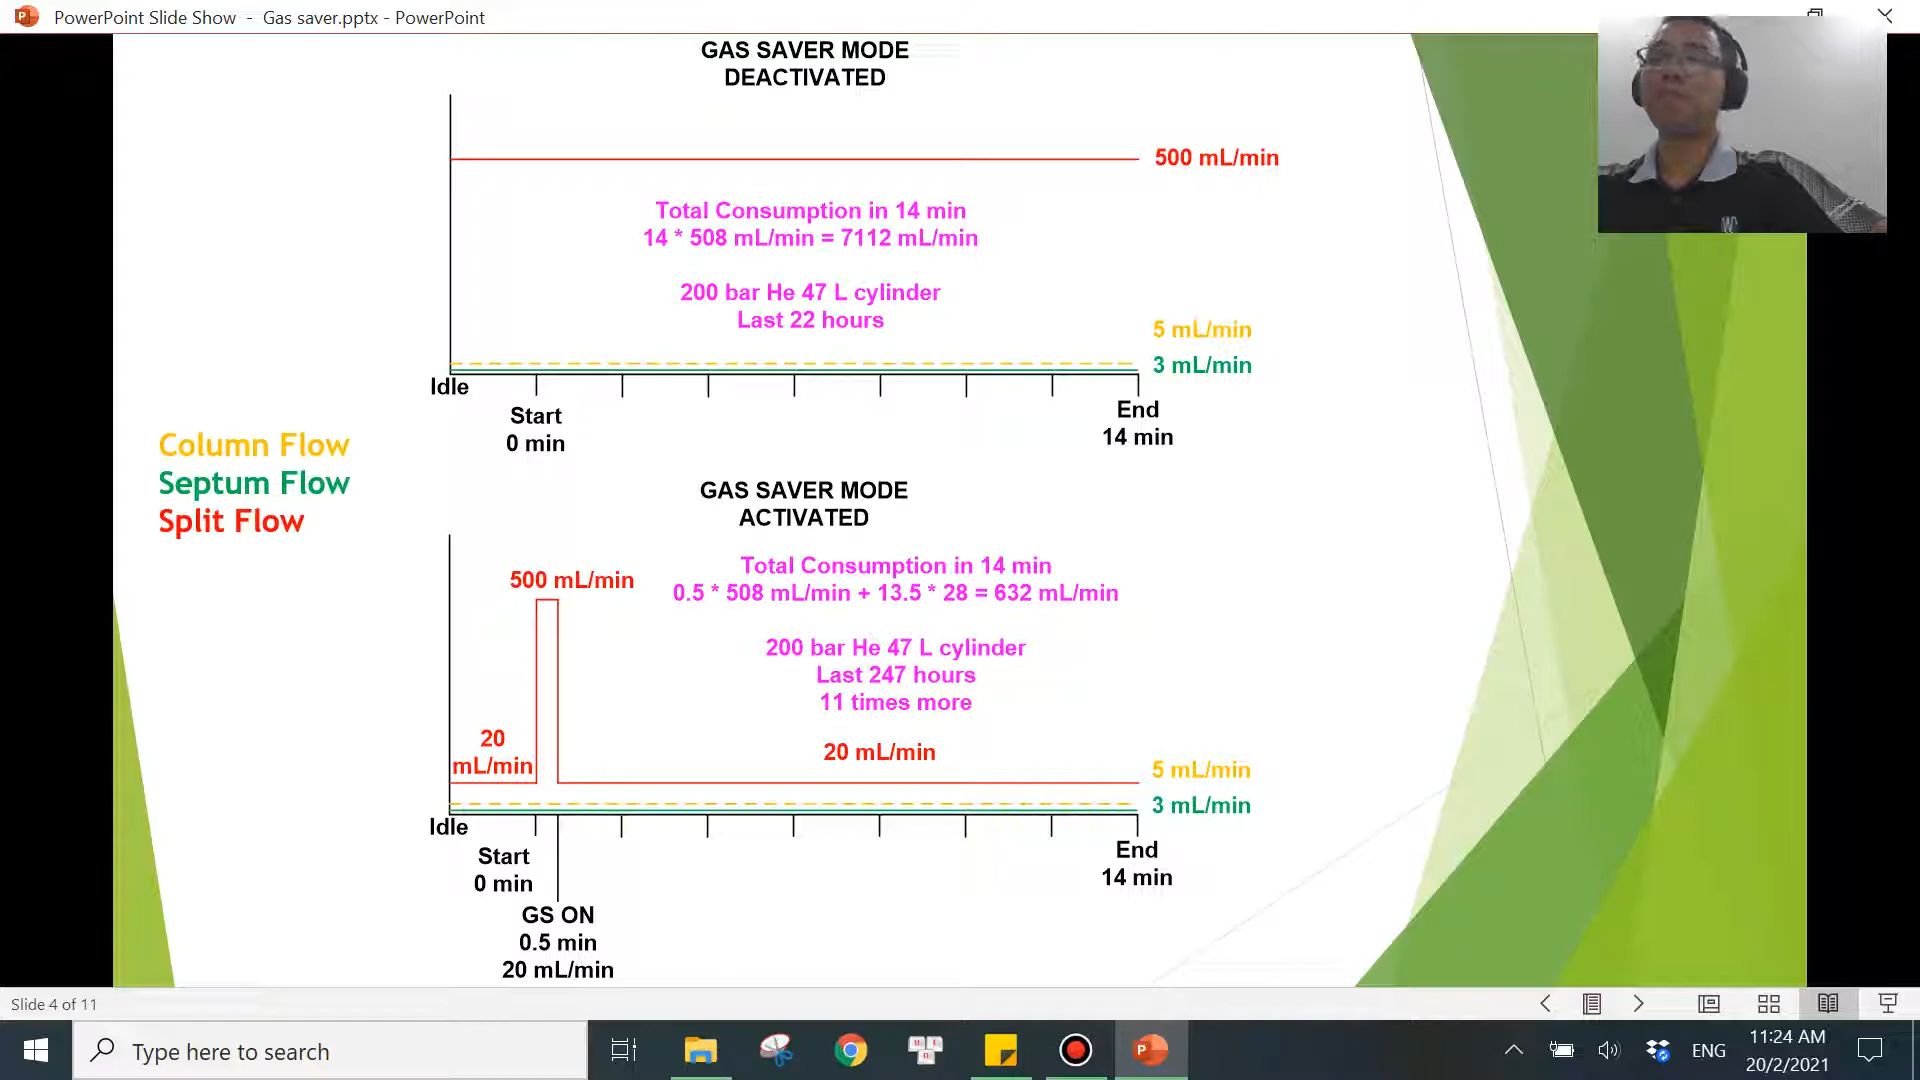 PowerPoint Slide Show - Gas saver.pptx - PowerPoint
GAS SAVER MODE
DEACTIVATED
500 mL/min
Total Consumption in 14 min
14 * 508 mL/min = 7112 mL/min
200 bar He 47 L cylinder
Last 22 hours
5 mL/min
3 mL/min
Idle
Start
0 min
End
14 min
Column Flow
Septum Flow
Split Flow
GAS SAVER MODE
ACTIVATED
500 mL/min
Total Consumption in 14 min
0.5 * 508 mL/min + 13.5 * 28 = 632 mL/min
200 bar He 47 L cylinder
Last 247 hours
11 times more
20
mL/min
20 mL/min
5 mL/min
3 mL/min
Idle
Start
0 min
End
14 min
GS ON
0.5 min
20 mL/min
Slide 4 of 11
Type here to search
ENG
11:24 AM
20/2/2021